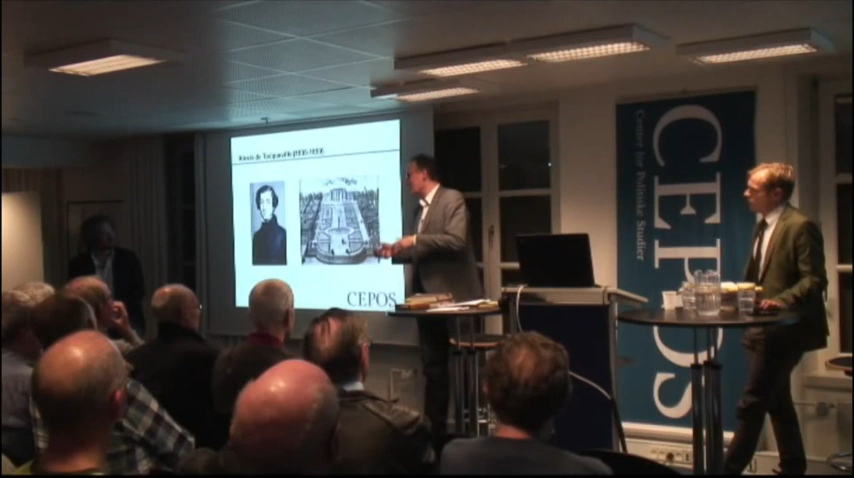 Alexis de Tocqueville (1805-1859)
CEPOS
CEPOS
Center for Politiske Studier